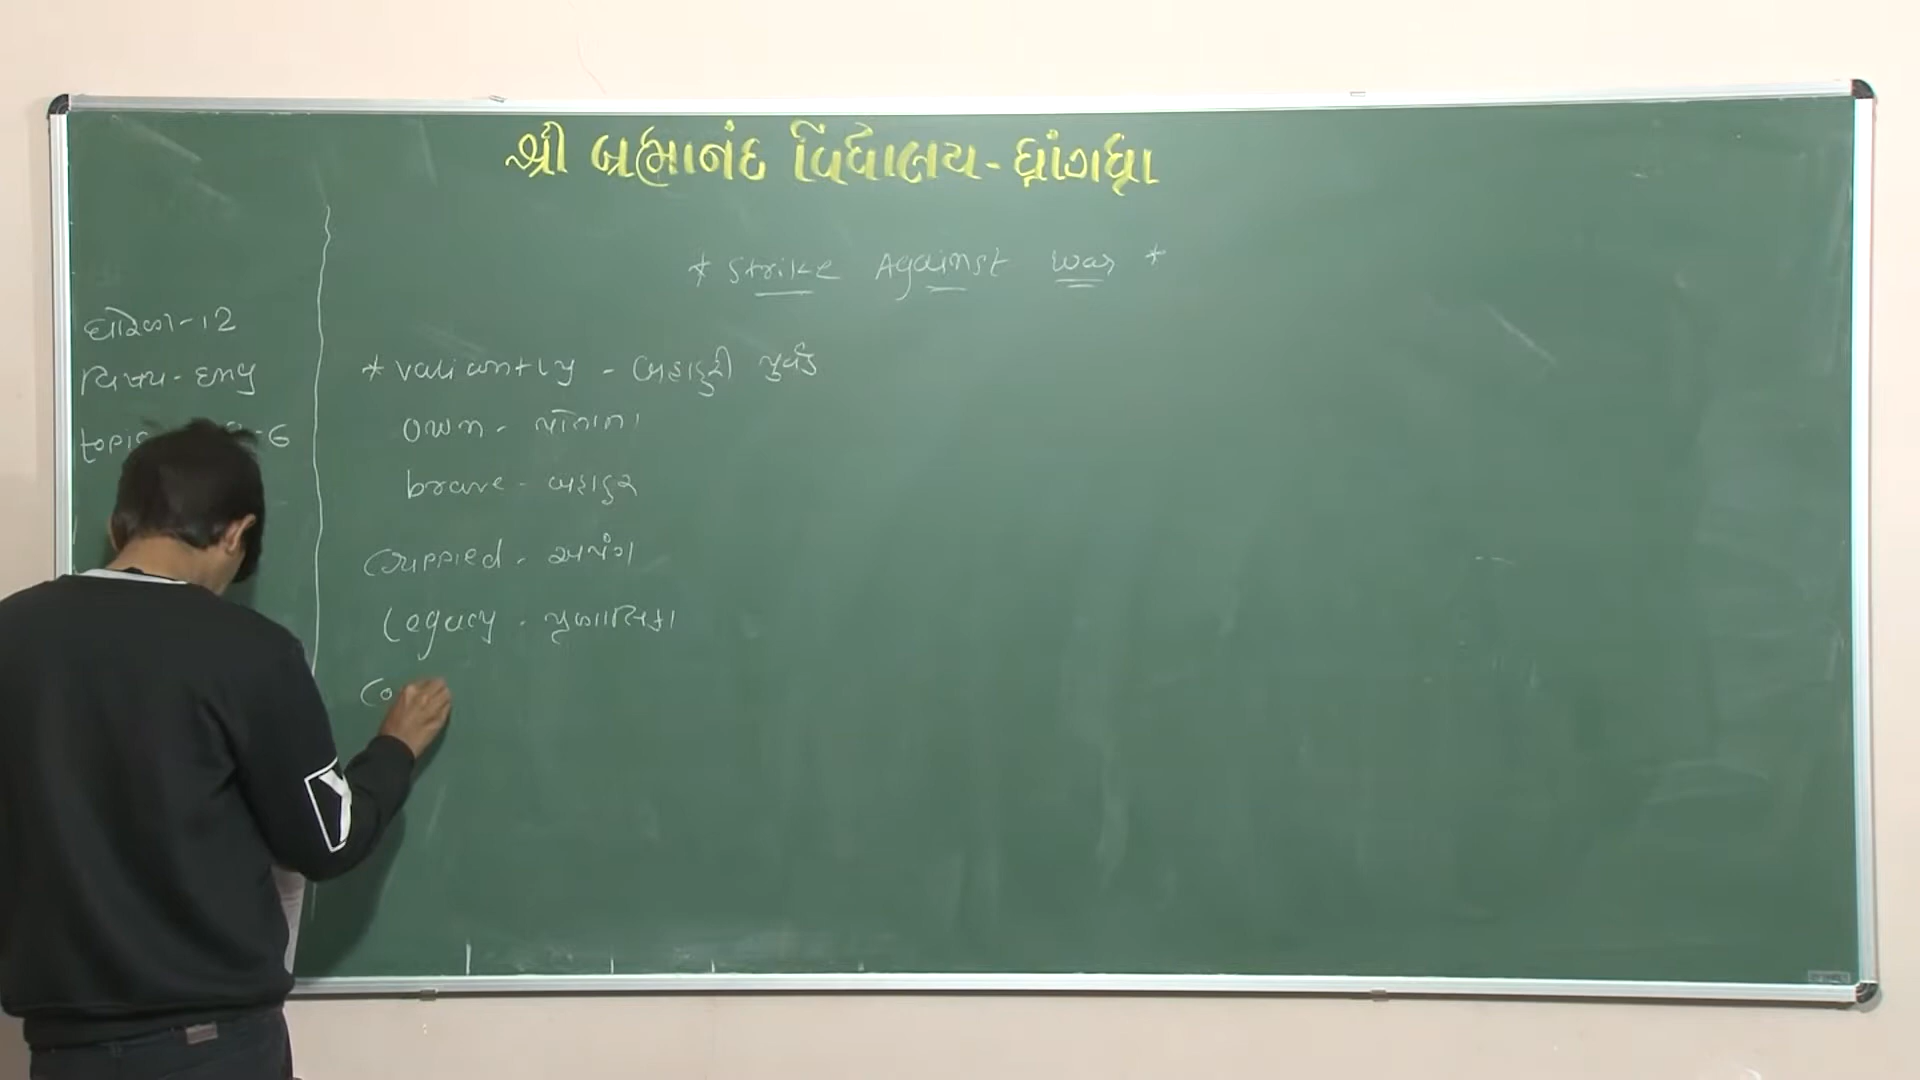 શ્રી બ્રહ્માનંદ વિદ્યાલય - ધ્રાંગધ્રા
* Strike Against war *
ધોરણ - 12
વિષય - ઇંગ્
topic - 6
* valiantly - બહાદુરી પૂર્વક
own - પોતાના
brave - બહાદુર
Crippled - અપંગ
Legacy -
Co